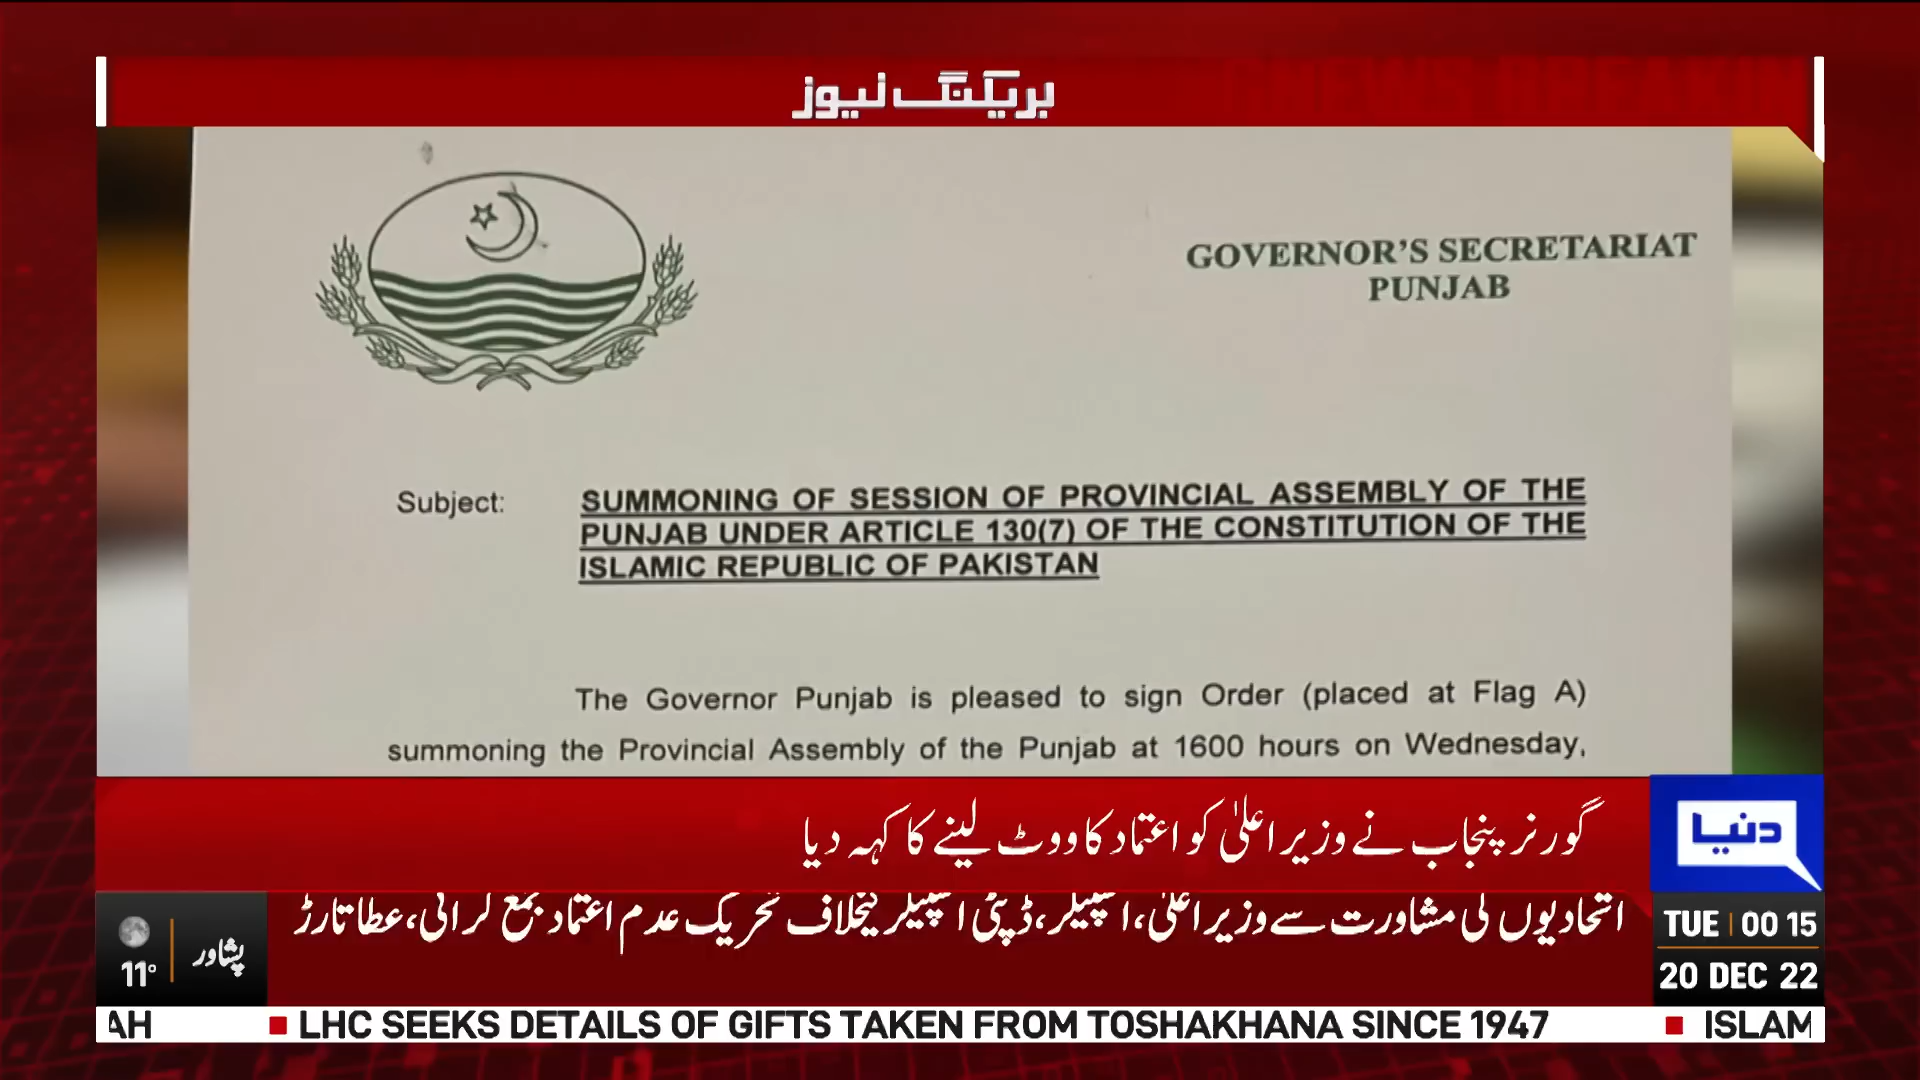 بریکنگ نیوز
GOVERNOR'S SECRETARIAT
PUNJAB
Subject: SUMMONING OF SESSION OF PROVINCIAL ASSEMBLY OF THE
PUNJAB UNDER ARTICLE 130(7) OF THE CONSTITUTION OF THE
ISLAMIC REPUBLIC OF PAKISTAN
The Governor Punjab is pleased to sign Order (placed at Flag A)
summoning the Provincial Assembly of the Punjab at 1600 hours on Wednesday,
گورنر پنجاب نے وزیراعلیٰ کو اعتماد کا ووٹ لینے کا کہہ دیا
دنیا
اتحادیوں کی مشاورت سے وزیراعلیٰ، اسپیکر، ڈپٹی اسپیکر کیخلاف تحریک عدم اعتماد جمع کرائی، عطا تارڑ
TUE 00 15
20 DEC 22
پشاور
11°
AH ■ LHC SEEKS DETAILS OF GIFTS TAKEN FROM TOSHAKHANA SINCE 1947 ■ ISLAM